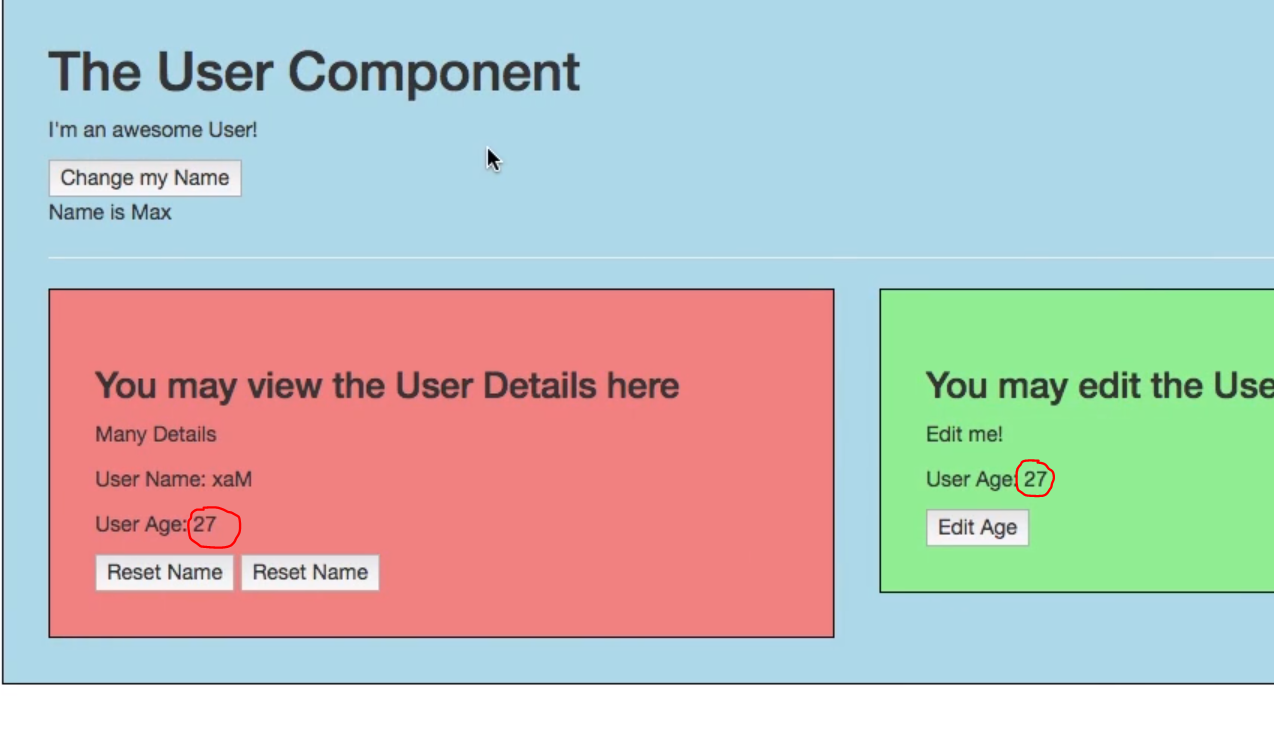 The User Component
I'm an awesome User!
Change my Name
Name is Max
You may view the User Details here
Many Details
User Name: xaM
User Age: 27
Reset Name Reset Name
You may edit the Use
Edit me!
User Age: 27
Edit Age